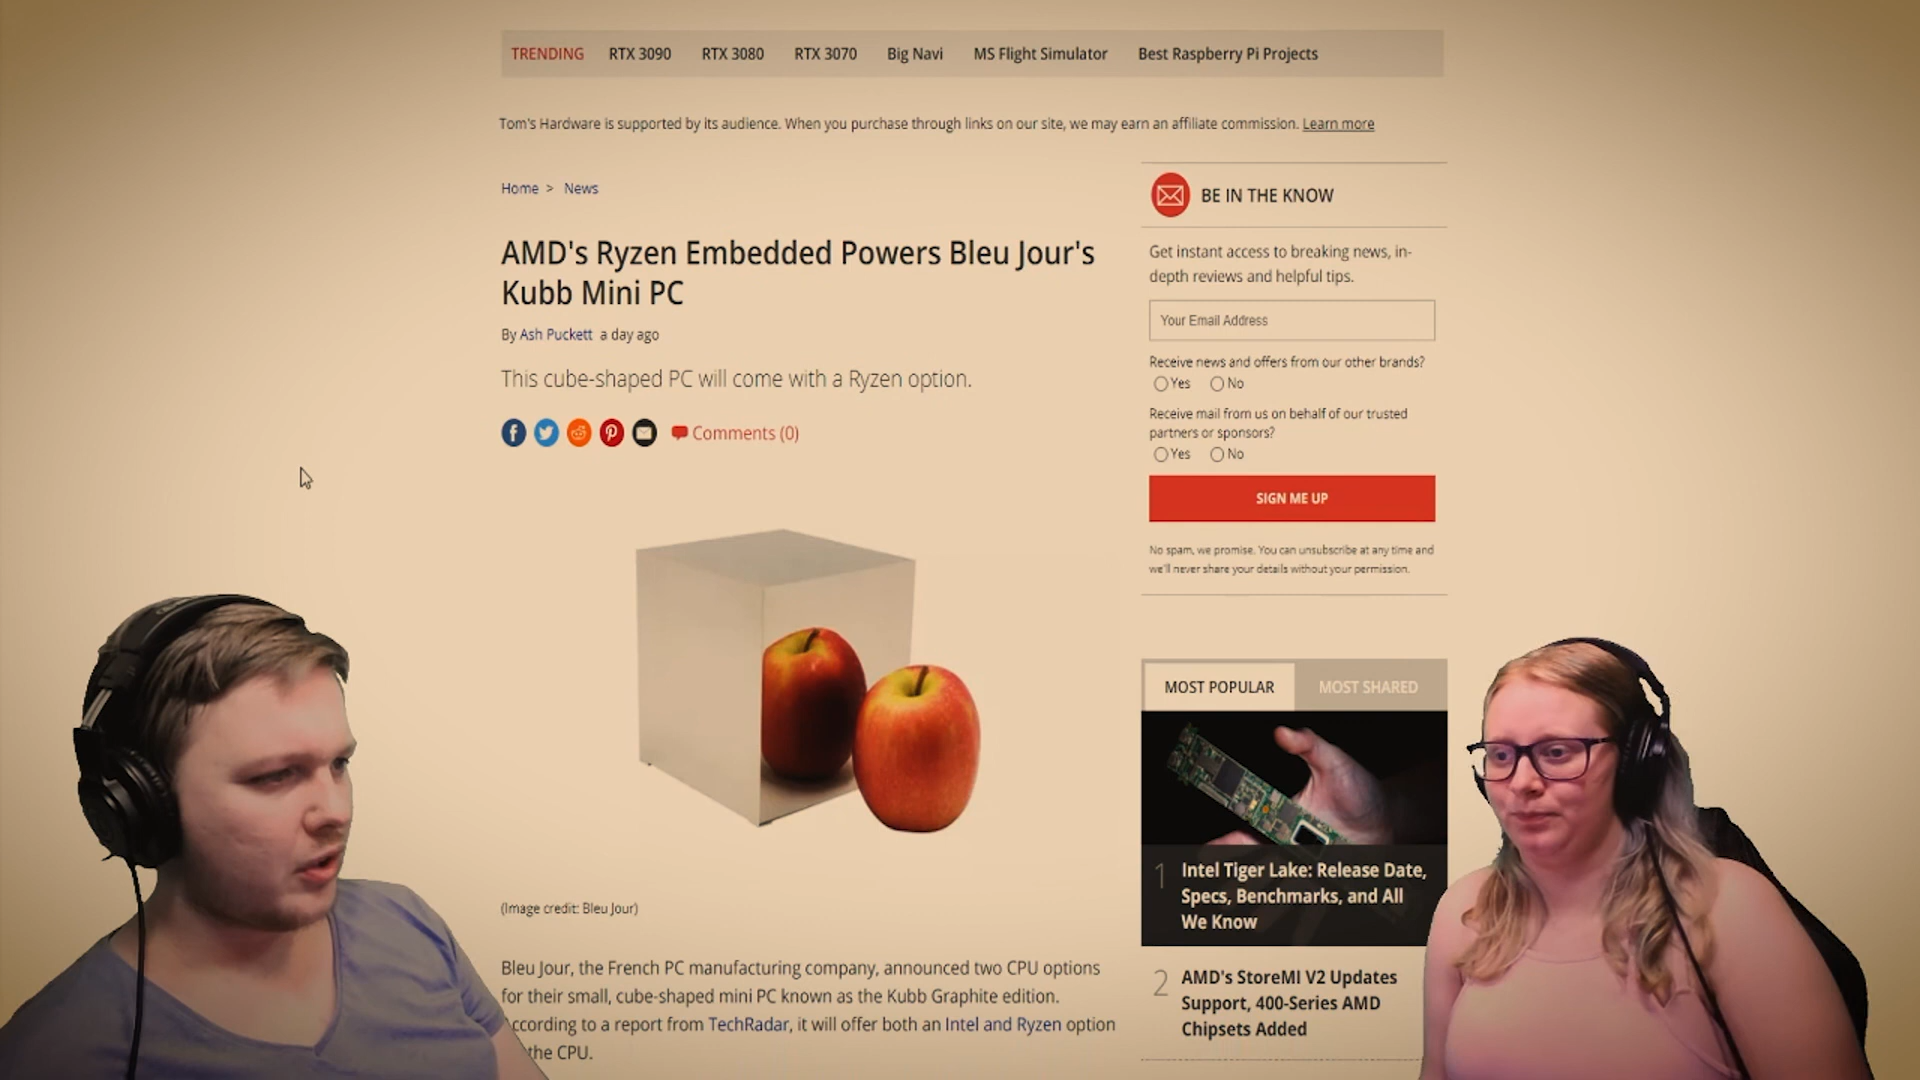 TRENDING RTX 3090 RTX 3080 RTX 3070 Big Navi MS Flight Simulator Best Raspberry Pi Projects
Tom's Hardware is supported by its audience. When you purchase through links on our site, we may earn an affiliate commission. Learn more
Home > News
AMD's Ryzen Embedded Powers Bleu Jour's
Kubb Mini PC
By Ash Puckett a day ago
This cube-shaped PC will come with a Ryzen option.
Comments (0)
(Image credit: Bleu Jour)
Bleu Jour, the French PC manufacturing company, announced two CPU options
for their small, cube-shaped mini PC known as the Kubb Graphite edition.
ccording to a report from TechRadar, it will offer both an Intel and Ryzen option
the CPU.
BE IN THE KNOW
Get instant access to breaking news, in-
depth reviews and helpful tips.
Your Email Address
Receive news and offers from our other brands?
Yes No
Receive mail from us on behalf of our trusted
partners or sponsors?
Yes No
SIGN ME UP
No spam, we promise. You can unsubscribe at any time and
we'll never share your details without your permission.
MOST POPULAR MOST SHARED
1 Intel Tiger Lake: Release Date,
Specs, Benchmarks, and All
We Know
2 AMD's StoreMI V2 Updates
Support, 400-Series AMD
Chipsets Added